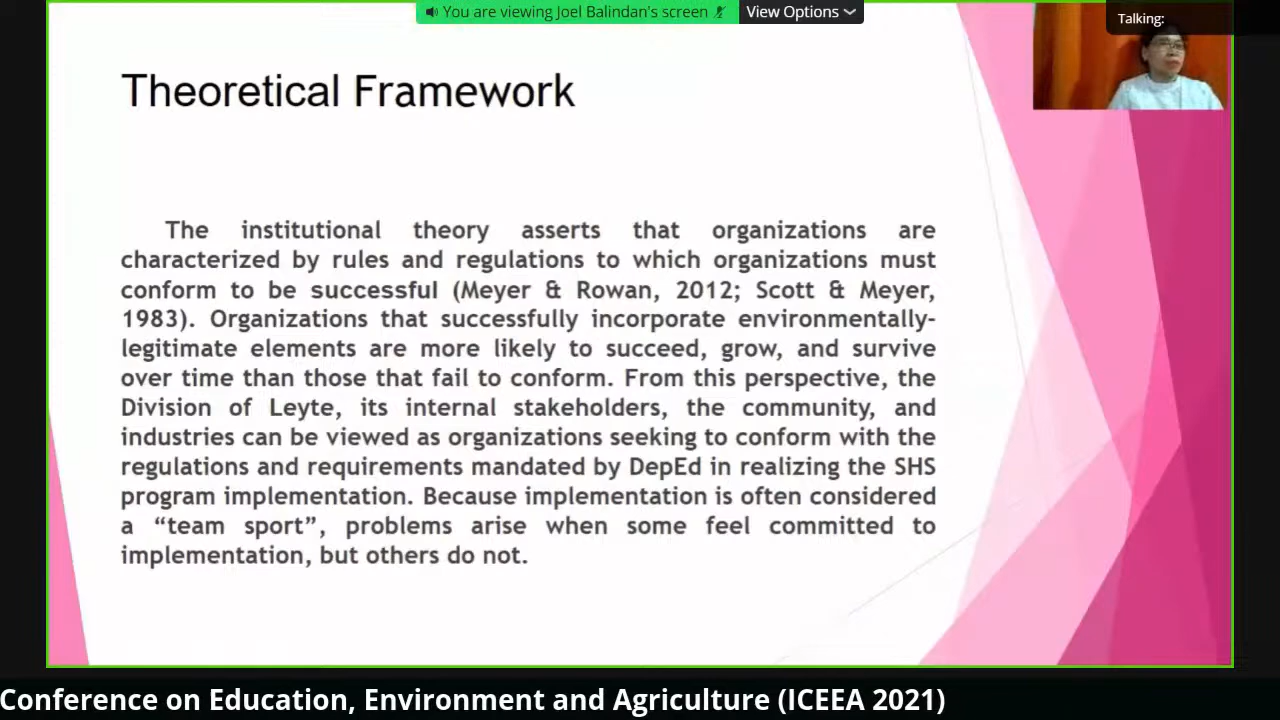 You are viewing Joel Balindan's screen
View Options
Talking:
Theoretical Framework
The institutional theory asserts that organizations are
characterized by rules and regulations to which organizations must
conform to be successful (Meyer & Rowan, 2012; Scott & Meyer,
1983). Organizations that successfully incorporate environmentally-
legitimate elements are more likely to succeed, grow, and survive
over time than those that fail to conform. From this perspective, the
Division of Leyte, its internal stakeholders, the community, and
industries can be viewed as organizations seeking to conform with the
regulations and requirements mandated by DepEd in realizing the SHS
program implementation. Because implementation is often considered
a “team sport”, problems arise when some feel committed to
implementation, but others do not.
Conference on Education, Environment and Agriculture (ICEEA 2021)